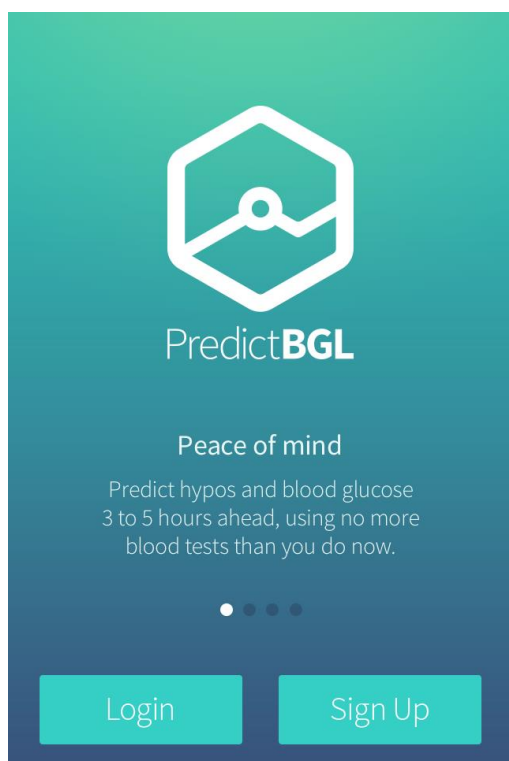 PredictBGL
Peace of mind
Predict hypos and blood glucose
3 to 5 hours ahead, using no more
blood tests than you do now.
Login
Sign Up